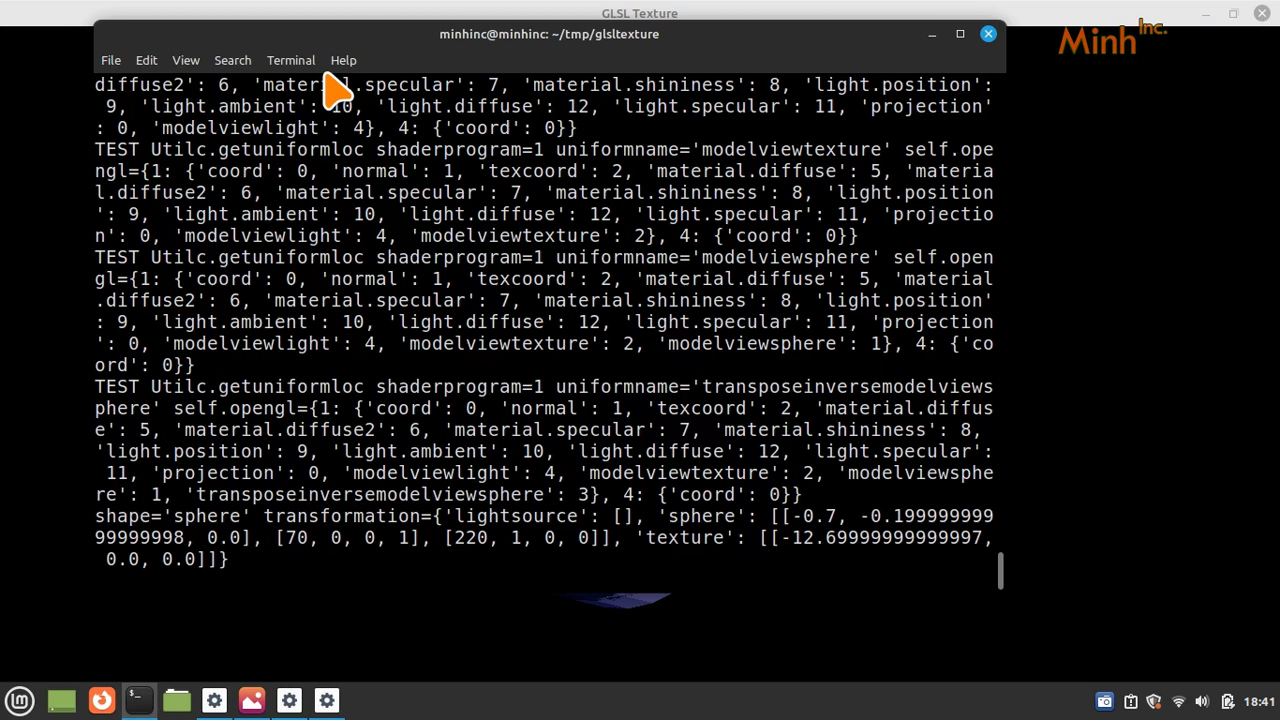 GLSL Texture
minhinc@minhinc: ~/tmp/glsltexture
Minh Inc.
File Edit View Search Terminal Help
diffuse2': 6, 'material.specular': 7, 'material.shininess': 8, 'light.position':
 9, 'light.ambient': 10, 'light.diffuse': 12, 'light.specular': 11, 'projection'
: 0, 'modelviewlight': 4}, 4: {'coord': 0}}
TEST Utilc.getuniformloc shaderprogram=1 uniformname='modelviewtexture' self.ope
ngl={1: {'coord': 0, 'normal': 1, 'texcoord': 2, 'material.diffuse': 5, 'materia
l.diffuse2': 6, 'material.specular': 7, 'material.shininess': 8, 'light.position
': 9, 'light.ambient': 10, 'light.diffuse': 12, 'light.specular': 11, 'projectio
n': 0, 'modelviewlight': 4, 'modelviewtexture': 2}, 4: {'coord': 0}}
TEST Utilc.getuniformloc shaderprogram=1 uniformname='modelviewsphere' self.open
gl={1: {'coord': 0, 'normal': 1, 'texcoord': 2, 'material.diffuse': 5, 'material
.diffuse2': 6, 'material.specular': 7, 'material.shininess': 8, 'light.position'
: 9, 'light.ambient': 10, 'light.diffuse': 12, 'light.specular': 11, 'projection
': 0, 'modelviewlight': 4, 'modelviewtexture': 2, 'modelviewsphere': 1}, 4: {'co
ord': 0}}
TEST Utilc.getuniformloc shaderprogram=1 uniformname='transposeinversemodelviews
phere' self.opengl={1: {'coord': 0, 'normal': 1, 'texcoord': 2, 'material.diffus
e': 5, 'material.diffuse2': 6, 'material.specular': 7, 'material.shininess': 8,
'light.position': 9, 'light.ambient': 10, 'light.diffuse': 12, 'light.specular':
 11, 'projection': 0, 'modelviewlight': 4, 'modelviewtexture': 2, 'modelviewsphe
re': 1, 'transposeinversemodelviewsphere': 3}, 4: {'coord': 0}}
shape='sphere' transformation={'lightsource': [], 'sphere': [[-0.7, -0.199999999
99999998, 0.0], [70, 0, 0, 1], [220, 1, 0, 0]], 'texture': [[-12.69999999999997,
 0.0, 0.0]]}
18:41